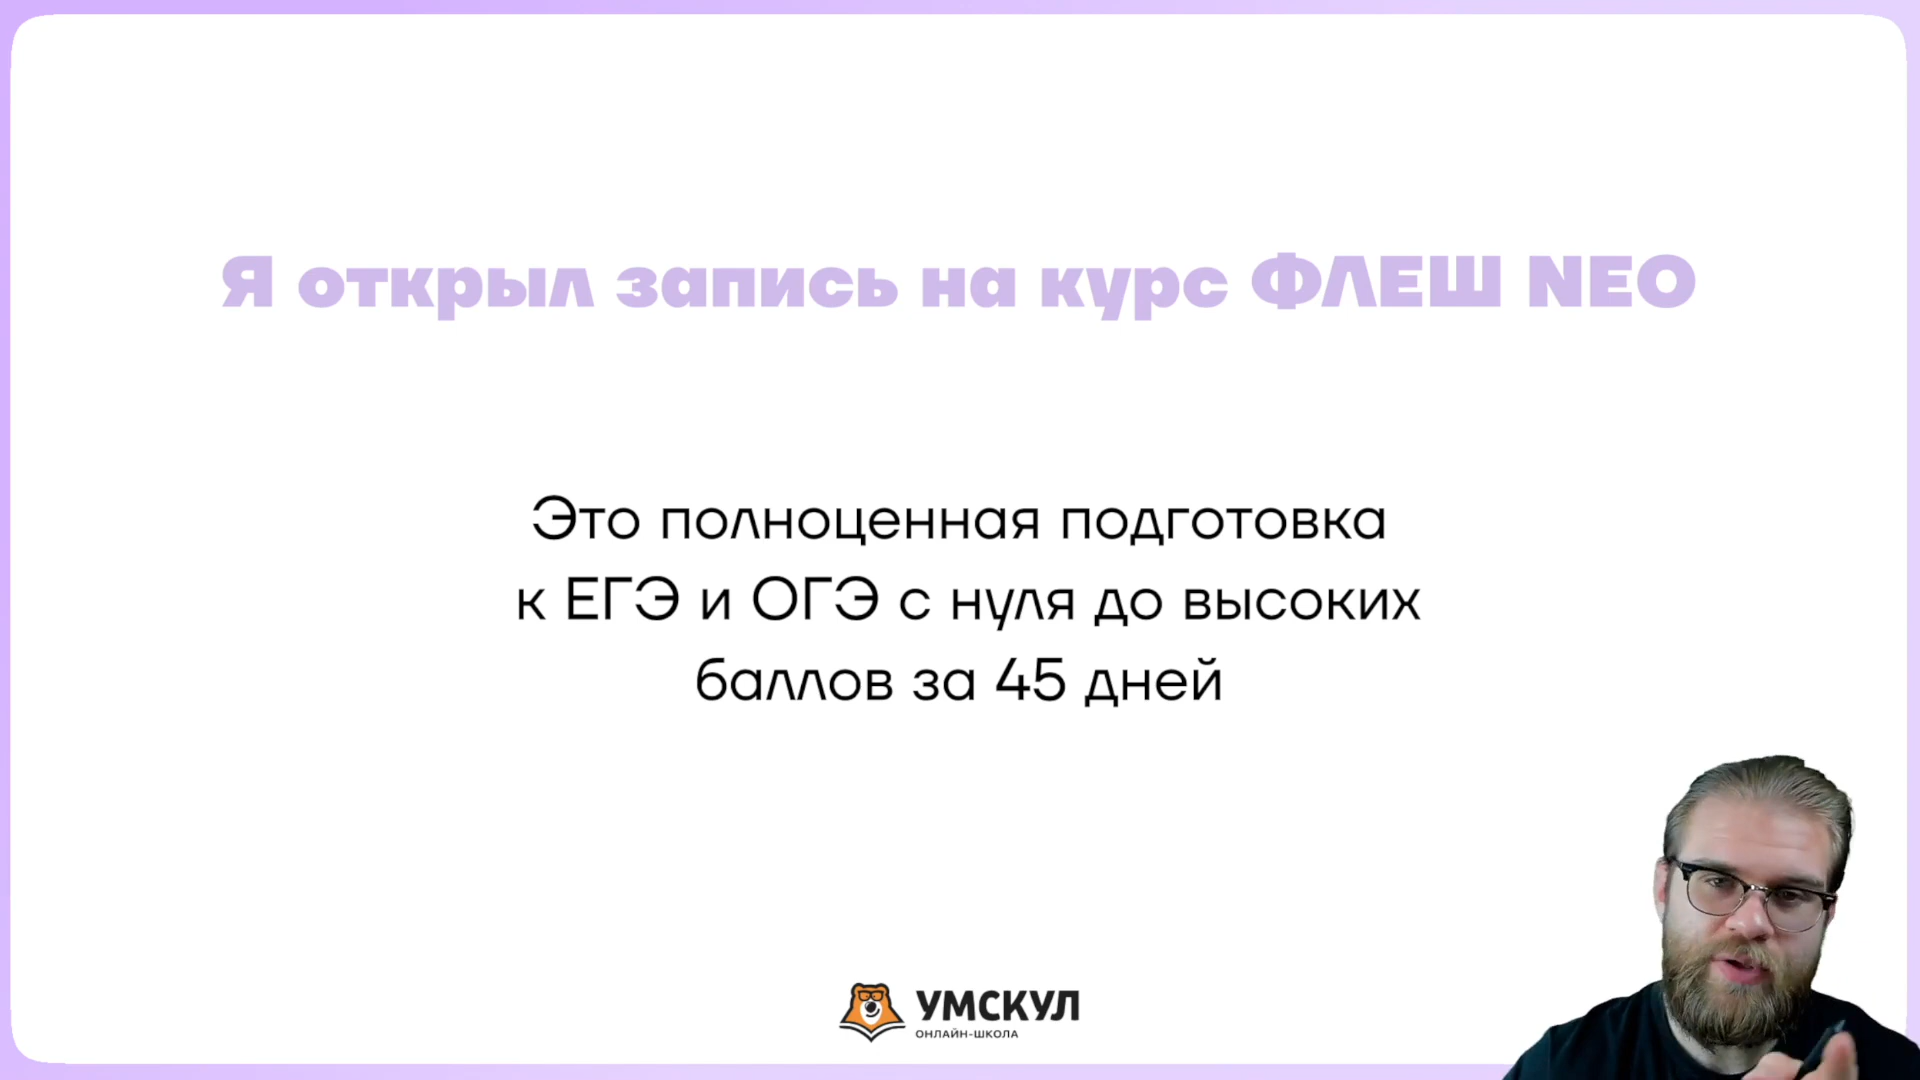 Я открыл запись на курс ФЛЕШ NEO
Это полноценная подготовка
к ЕГЭ и ОГЭ с нуля до высоких
баллов за 45 дней
УМСКУЛ
ОНЛАЙН-ШКОЛА